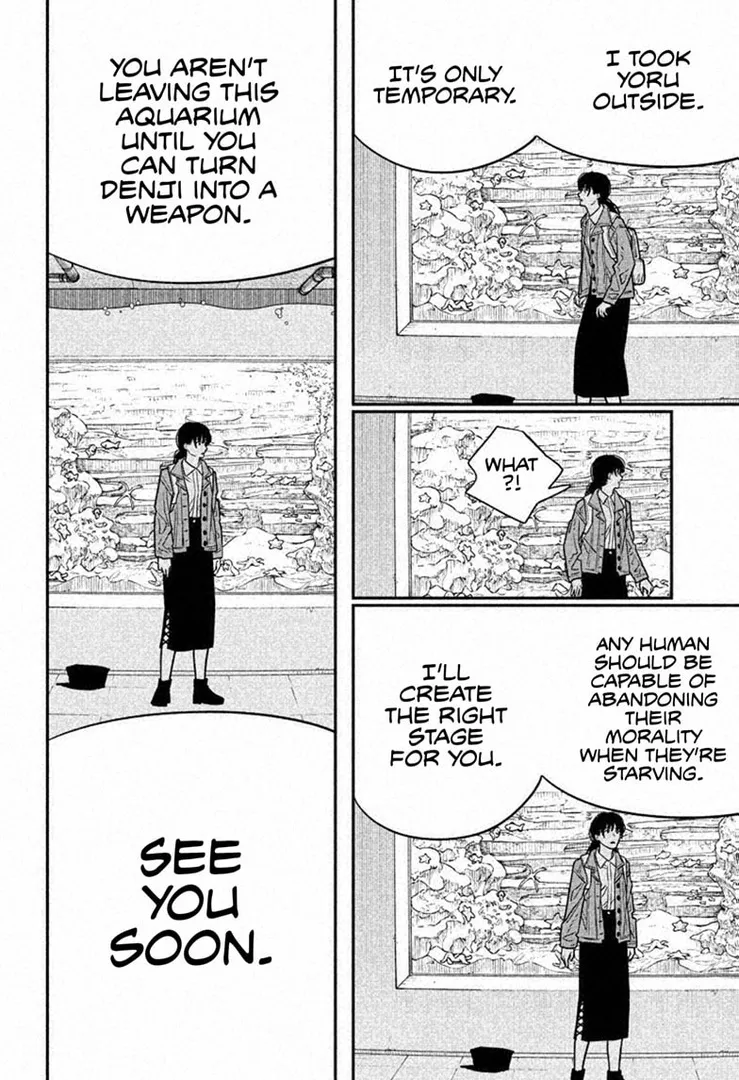 I TOOK
YORU
OUTSIDE.
IT'S ONLY
TEMPORARY.
WHAT
?!
ANY HUMAN
SHOULD BE
CAPABLE OF
ABANDONING
THEIR
MORALITY
WHEN THEY'RE
STARVING.
I'LL
CREATE
THE RIGHT
STAGE
FOR YOU.
YOU AREN'T
LEAVING THIS
AQUARIUM
UNTIL YOU
CAN TURN
DENJI INTO A
WEAPON.
SEE
YOU
SOON.